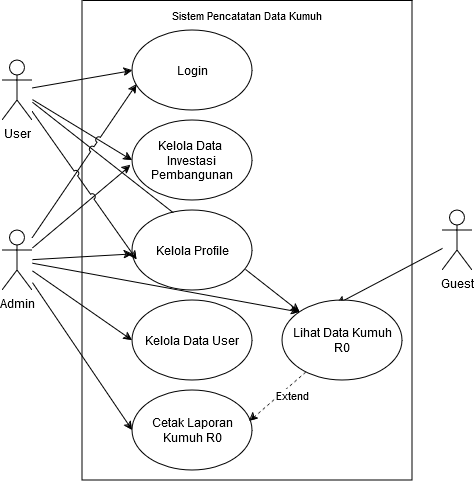 Sistem Pencatatan Data Kumuh
Login
User
Kelola Data
Investasi
Pembangunan
Kelola Profile
Admin
Guest
Kelola Data User
Lihat Data Kumuh
R0
Extend
Cetak Laporan
Kumuh R0